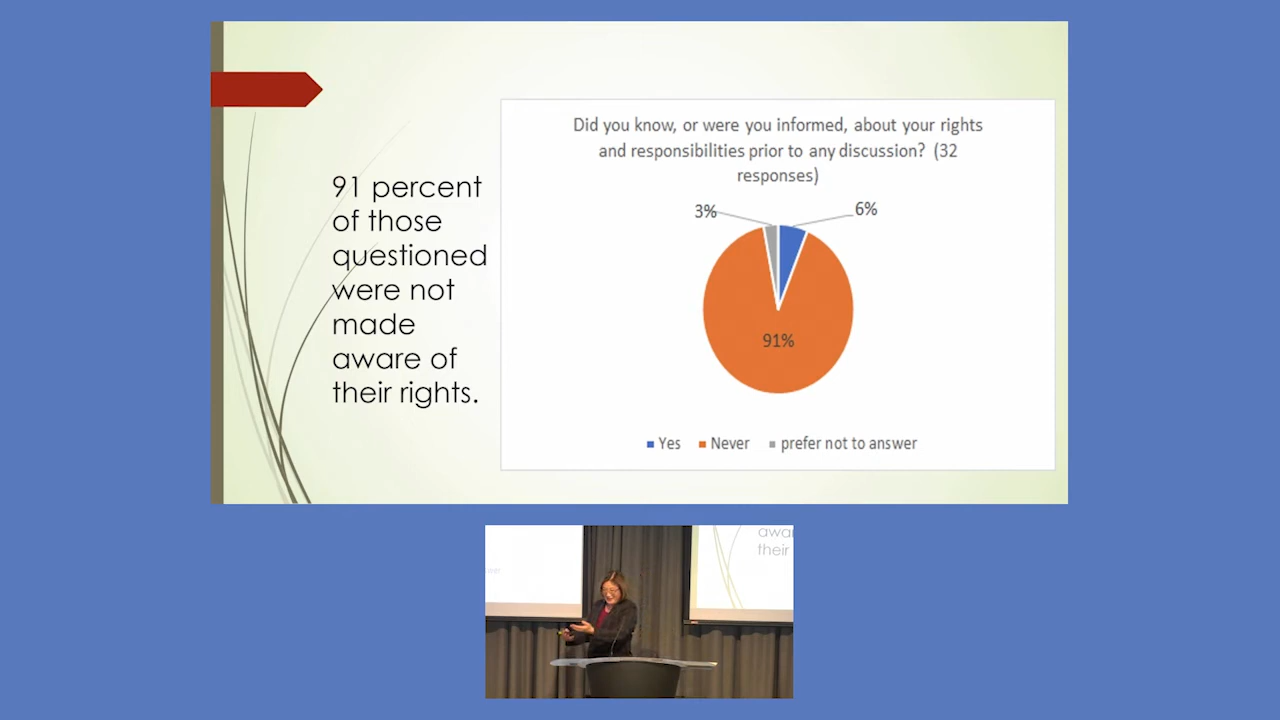 91 percent
of those
questioned
were not
made
aware of
their rights.
Did you know, or were you informed, about your rights
and responsibilities prior to any discussion? (32
responses)
3%
6%
91%
Yes
Never
prefer not to answer
their